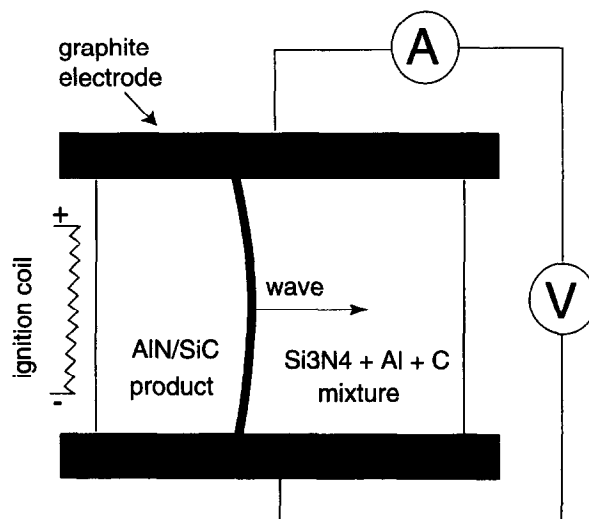 graphite
electrode
A
+
ignition coil
-
wave
V
AlN/SiC
product
Si3N4 + Al + C
mixture